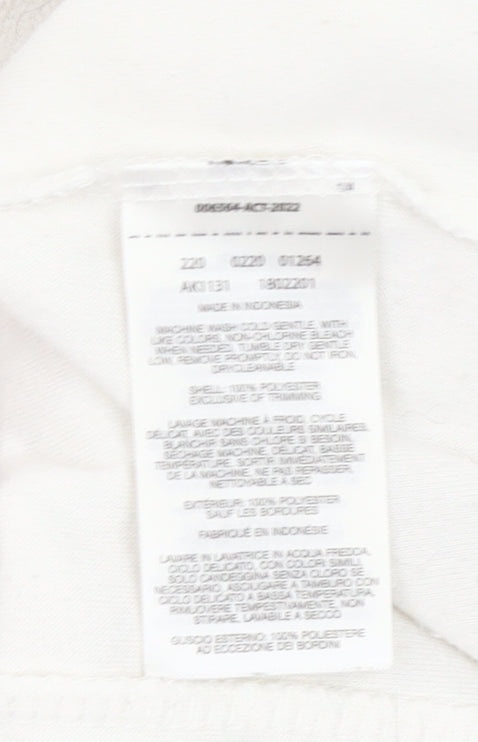 220 0220 01264
AK1131 1802201
MADE IN INDONESIA
MACHINE WASH COLD GENTLE, WITH
LIKE COLORS, NON-CHLORINE BLEACH
WHEN NEEDED, TUMBLE DRY GENTLE
LOW, REMOVE PROMPTLY, DO NOT IRON,
DRYCLEANABLE
SHELL: 100% POLYESTER
EXCLUSIVE OF TRIMMING
LAVAGE MACHINE À FROID, CYCLE
DÉLICAT, AVEC DES COULEURS SIMILAIRES,
BLANCHIR SANS CHLORE SI BESOIN,
SÉCHAGE MACHINE, DÉLICAT, BASSE
TEMPÉRATURE, SORTIR IMMÉDIATEMENT
DE LA MACHINE, NE PAS REPASSER,
NETTOYABLE A SEC
EXTÉRIEUR: 100% POLYESTER
SAUF LES BORDURES
FABRIQUÉ EN INDONÉSIE
LAVARE IN LAVATRICE IN ACQUA FREDDA,
CICLO DELICATO, CON COLORI SIMILI,
SOLO CANDEGGINA SENZA CLORO SE
NECESSARIO, ASCIUGARE A TAMBURO CON
CICLO DELICATO A BASSA TEMPERATURA,
RIMUOVERE TEMPESTIVAMENTE, NON
STIRARE, LAVABILE A SECCO
GUSCIO ESTERNO: 100% POLIESTERE
AD ECCEZIONE DEI BORDINI